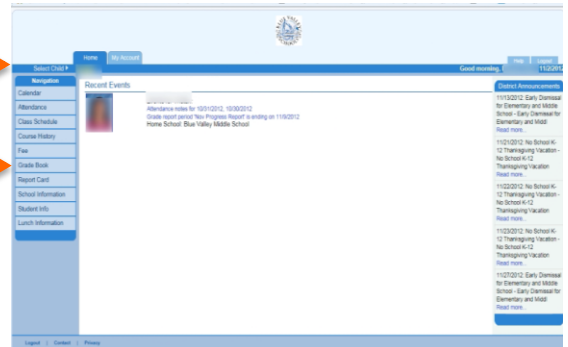 Home
My Account
Help
Logout
Select Child
Good morning,
11/2/2012
Navigation
Calendar
Attendance
Class Schedule
Course History
Fee
Grade Book
Report Card
School Information
Student Info
Lunch Information
Recent Events
Attendance notes for 10/31/2012, 10/30/2012
Grade report period 'Nov Progress Report' is ending on 11/9/2012
Home School: Blue Valley Middle School
District Announcements
11/13/2012: Early Dismissal
for Elementary and Middle
School - Early Dismissal for
Elementary and Middl
Read more...
11/21/2012: No School K-
12 Thanksgiving Vacation -
No School K-12
Thanksgiving Vacation
Read more...
11/22/2012: No School K-
12 Thanksgiving Vacation -
No School K-12
Thanksgiving Vacation
Read more...
11/23/2012: No School K-
12 Thanksgiving Vacation -
No School K-12
Thanksgiving Vacation
Read more...
11/27/2012: Early Dismissal
for Elementary and Middle
School - Early Dismissal for
Elementary and Middl
Read more...
Logout | Contact | Privacy